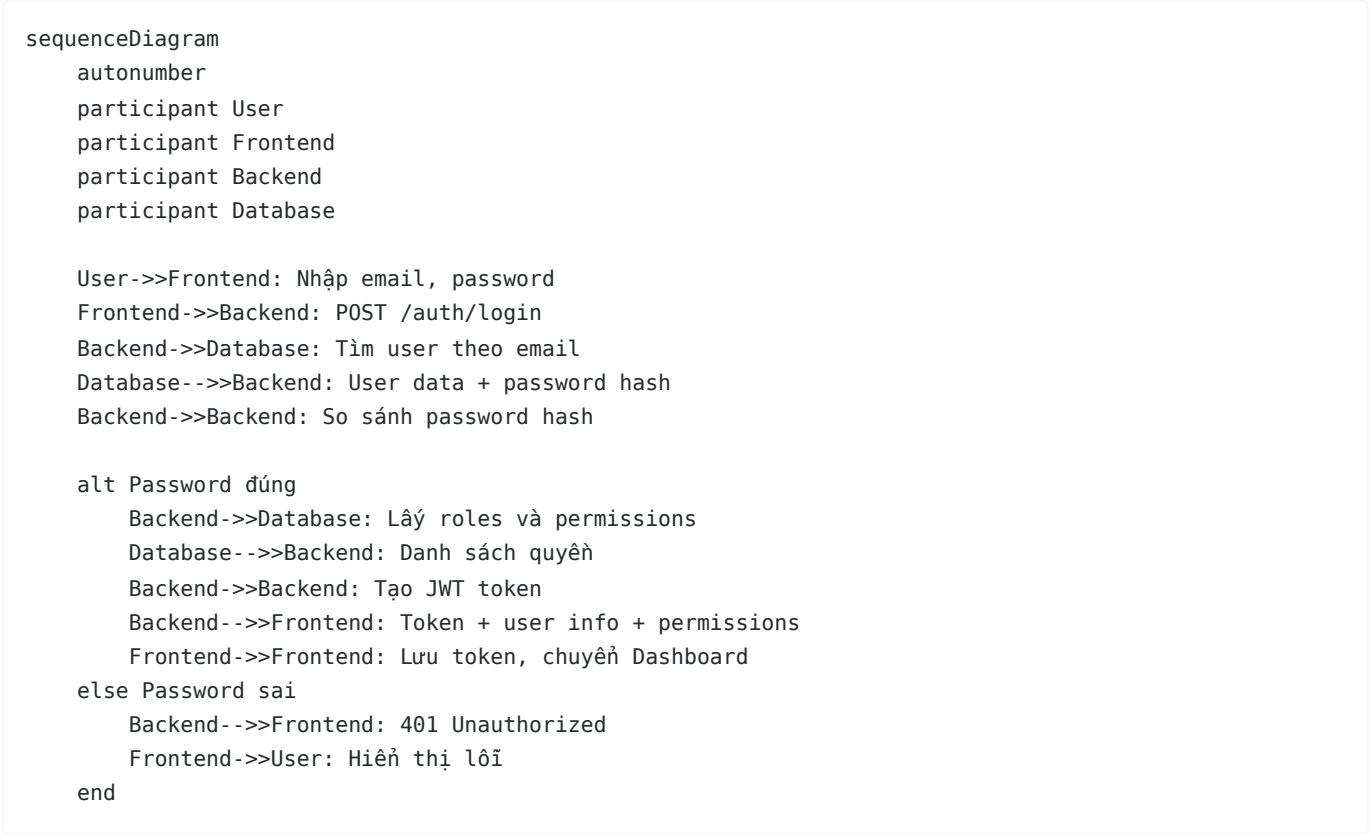 sequenceDiagram
    autonumber
    participant User
    participant Frontend
    participant Backend
    participant Database

    User->>Frontend: Nhập email, password
    Frontend->>Backend: POST /auth/login
    Backend->>Database: Tìm user theo email
    Database-->>Backend: User data + password hash
    Backend->>Backend: So sánh password hash

    alt Password đúng
        Backend->>Database: Lấy roles và permissions
        Database-->>Backend: Danh sách quyền
        Backend->>Backend: Tạo JWT token
        Backend-->>Frontend: Token + user info + permissions
        Frontend->>Frontend: Lưu token, chuyển Dashboard
    else Password sai
        Backend-->>Frontend: 401 Unauthorized
        Frontend->>User: Hiển thị lỗi
    end